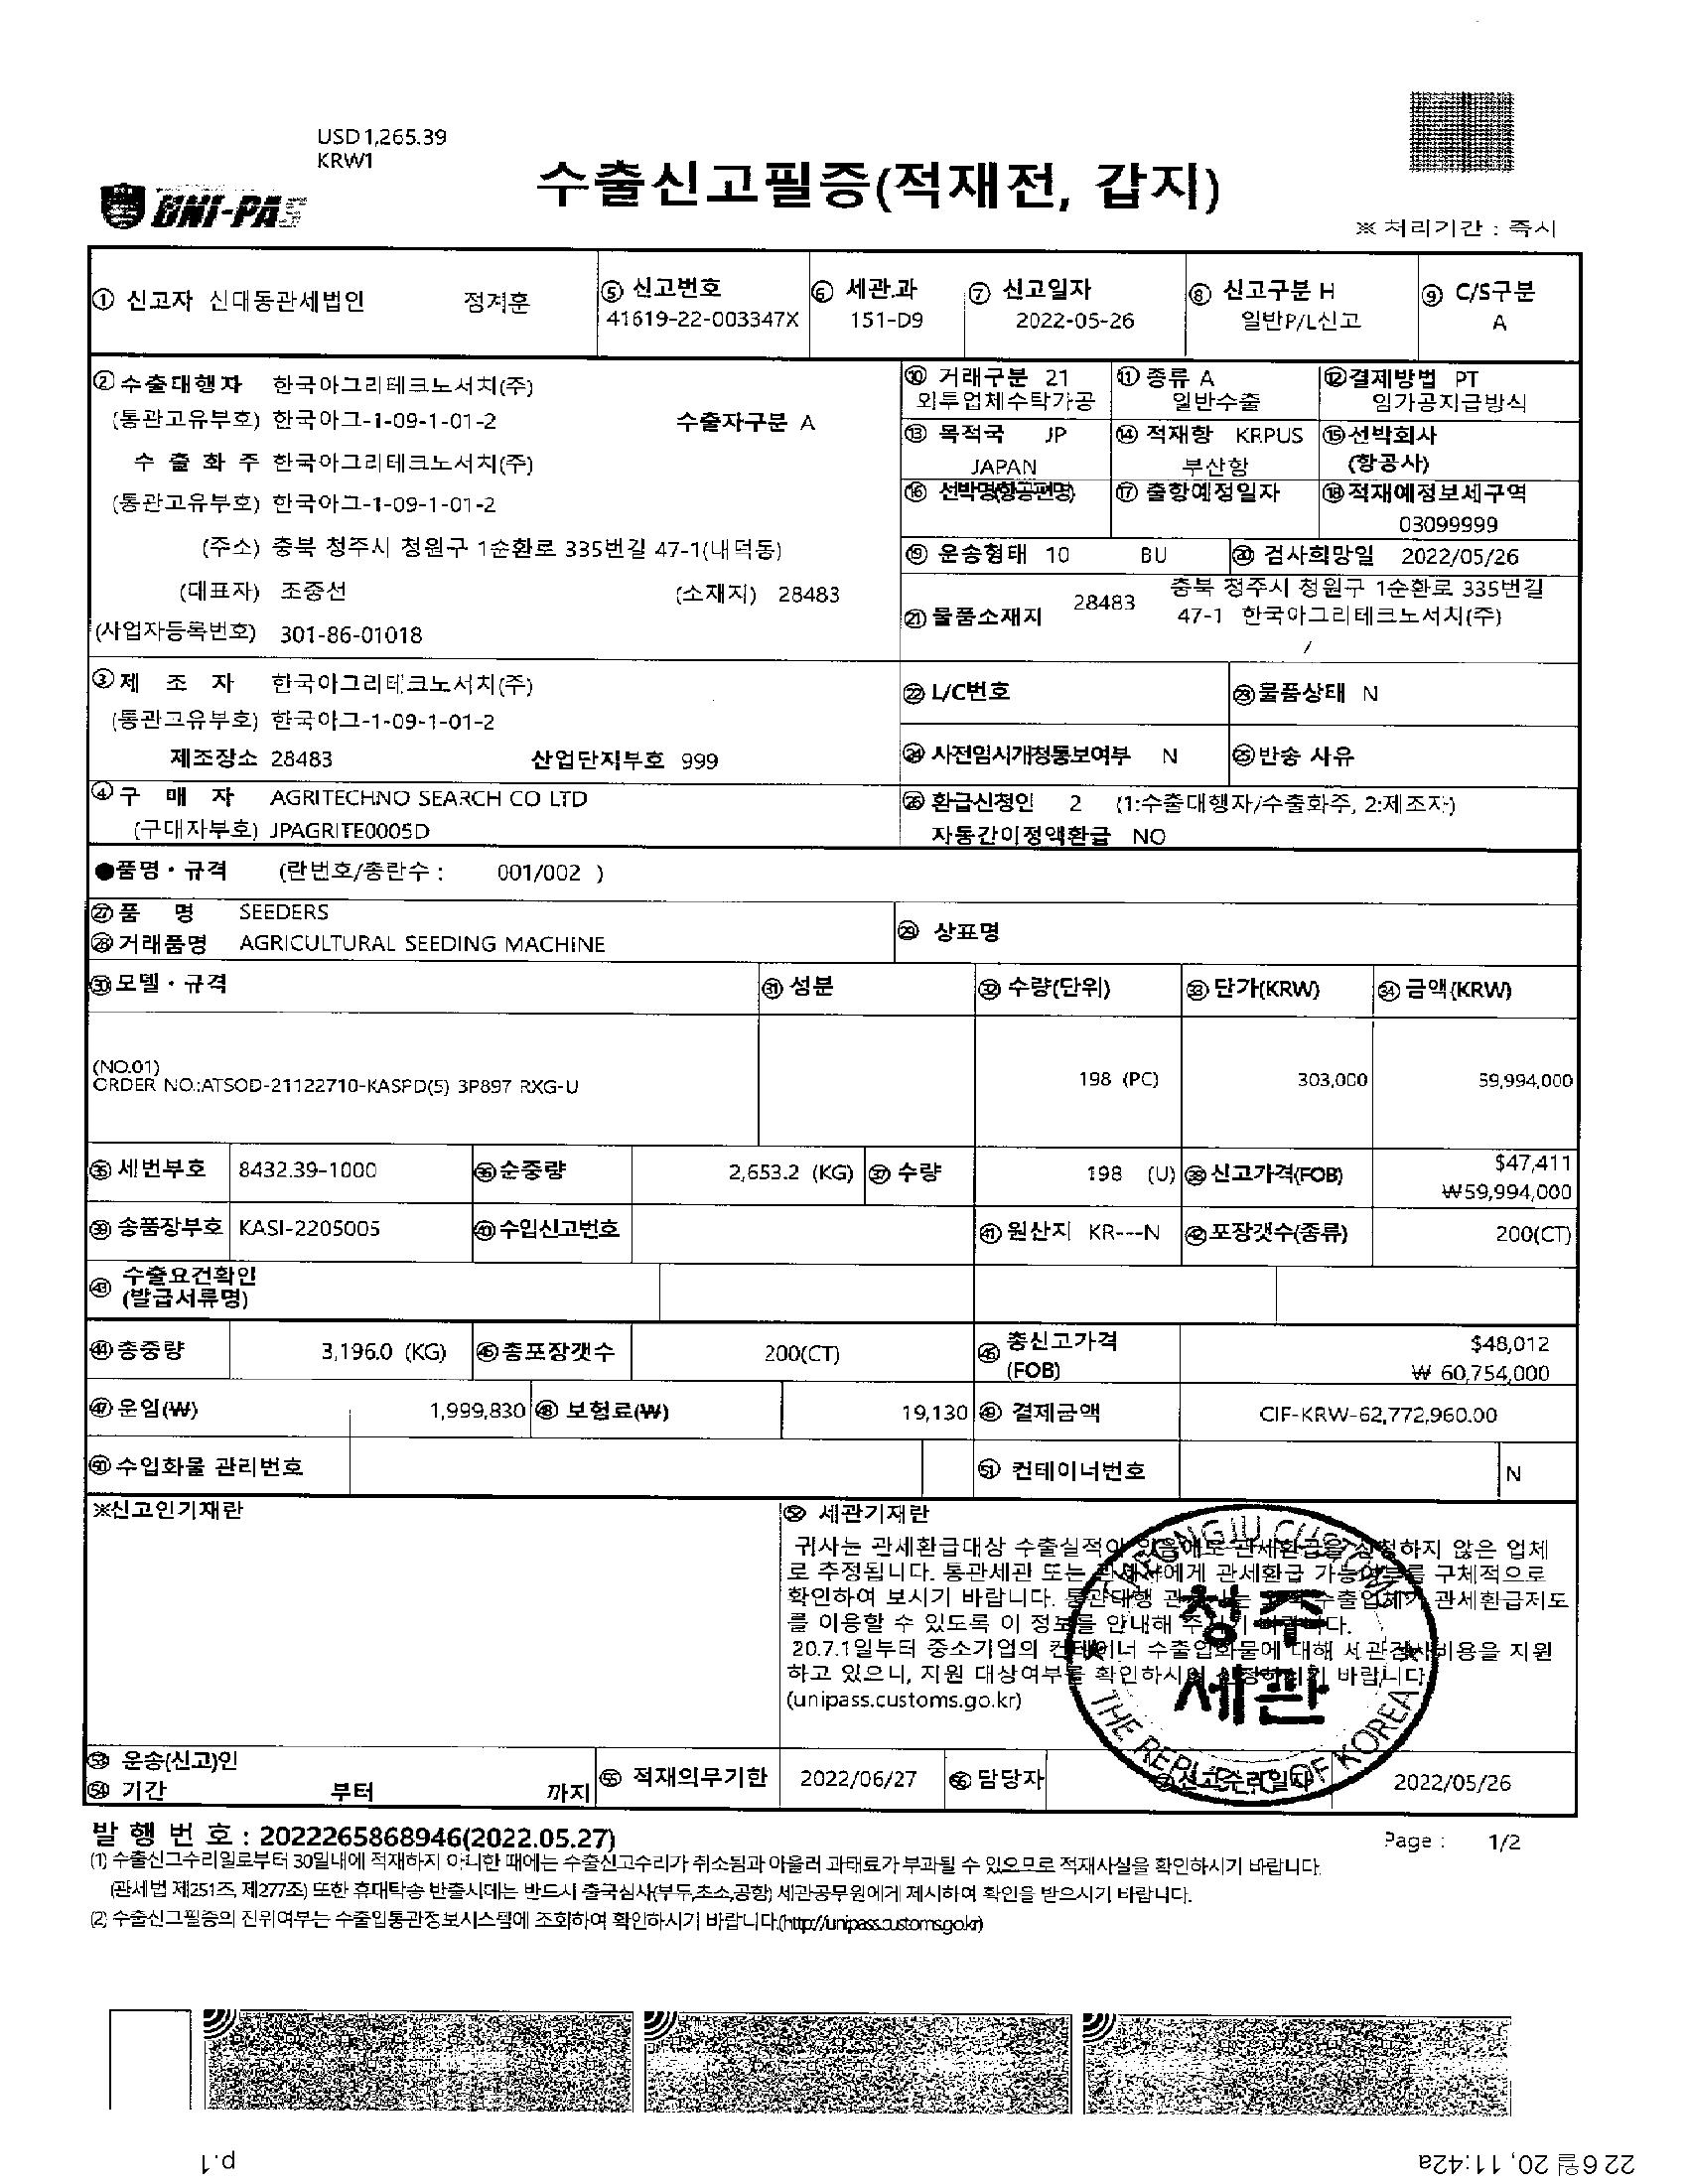 USD 1,265.39
KRW1
UNI-PASS
수출신고필증(적재전, 갑지)
※ 처리기간 : 즉시
① 신고자 신대동관세법인 정겨훈
⑤ 신고번호
41619-22-003347X
⑥ 세관.과
151-D9
⑦ 신고일자
2022-05-26
⑧ 신고구분 H
일반P/L신고
⑨ C/S구분
A
② 수출대행자 한국아그리테크노서치(주)
(통관고유부호) 한국아그-1-09-1-01-2 수출자구분 A
수 출 화 주 한국아그리테크노서치(주)
(통관고유부호) 한국아그-1-09-1-01-2
(주소) 충북 청주시 청원구 1순환로 335번길 47-1(내덕동)
(대표자) 조중선 (소재지) 28483
(사업자등록번호) 301-86-01018
⑩ 거래구분 21
외투업체수탁가공
⑪ 종류 A
일반수출
⑫ 결제방법 PT
임가공지급방식
⑬ 목적국 JP
JAPAN
⑭ 적재항 KRPUS
부산항
⑮ 선박회사
(항공사)
⑯ 선박명(항공편명)
⑰ 출항예정일자
⑱ 적재예정보세구역
03099999
⑲ 운송형태 10 BU
⑳ 검사희망일 2022/05/26
㉑ 물품소재지 28483 충북 청주시 청원구 1순환로 335번길
47-1 한국아그리테크노서치(주)
/
③ 제 조 자 한국아그리테크노서치(주)
(통관고유부호) 한국아그-1-09-1-01-2
제조장소 28483 산업단지부호 999
㉒ L/C번호
㉓ 물품상태 N
㉔ 사전임시개청통보여부 N
㉕ 반송 사유
④ 구 매 자 AGRITECHNO SEARCH CO LTD
(구매자부호) JPAGRITE0005D
㉖ 환급신청인 2 (1:수출대행자/수출화주, 2:제조자)
자동간이정액환급 NO
●품명・규격 (란번호/총란수 : 001/002 )
㉗ 품 명 SEEDERS
㉘ 거래품명 AGRICULTURAL SEEDING MACHINE
㉙ 상표명
㉚ 모델・규격
㉛ 성분
㉜ 수량(단위)
㉝ 단가(KRW)
㉞ 금액(KRW)
(NO.01)
ORDER NO.:ATSOD-21122710-KASPD(5) 3P897 RXG-U
198 (PC) 303,000 59,994,000
㉟ 세번부호 8432.39-1000
㊱ 순중량 2,653.2 (KG)
㊲ 수량 198 (U)
㊳ 신고가격(FOB) $47,411
₩59,994,000
㊴ 송품장부호 KASI-2205005
㊵ 수입신고번호
㊶ 원산지 KR---N
㊷ 포장갯수(종류) 200(CT)
㊸ 수출요건확인
(발급서류명)
㊹ 총중량 3,196.0 (KG)
㊺ 총포장갯수 200(CT)
㊻ 총신고가격
(FOB)
$48,012
₩ 60,754,000
㊼ 운임(₩) 1,999,830
㊽ 보험료(₩) 19,130
㊾ 결제금액 CIF-KRW-62,772,960.00
㊿ 수입화물 관리번호
51 컨테이너번호 N
※신고인기재란
52 세관기재란
귀사는 관세환급대상 수출실적이 있음에도 관세환급을 신청하지 않은 업체
로 추정됩니다. 통관세관 또는 관세사에게 관세환급 가능여부를 구체적으로
확인하여 보시기 바랍니다. 통관대행 관세사는 수출업체가 관세환급제도
를 이용할 수 있도록 이 정보를 안내해 주시기 바랍니다.
20.7.1일부터 중소기업의 컨테이너 수출입화물에 대해 세관검사비용을 지원
하고 있으니, 지원 대상여부를 확인하시어 신청하시기 바랍니다
(unipass.customs.go.kr)
CHEONGJU CUSTOMS
청주
세관
THE REPUBLIC OF KOREA
53 운송(신고)인
54 기간 부터 까지
55 적재의무기한 2022/06/27
56 담당자
신고수리일자 2022/05/26
발 행 번 호 : 2022265868946(2022.05.27)
Page : 1/2
(1) 수출신고수리일로부터 30일내에 적재하지 아니한 때에는 수출신고수리가 취소됨과 아울러 과태료가 부과될 수 있으므로 적재사실을 확인하시기 바랍니다.
(관세법 제251조, 제277조) 또한 휴대탁송 반출시에는 반드시 출국심사(부두,초소,공항) 세관공무원에게 제시하여 확인을 받으시기 바랍니다.
(2) 수출신고필증의 진위여부는 수출입통관정보시스템에 조회하여 확인하시기 바랍니다.(http://unipass.customs.go.kr)
22 6월 20, 11:42a
p.1